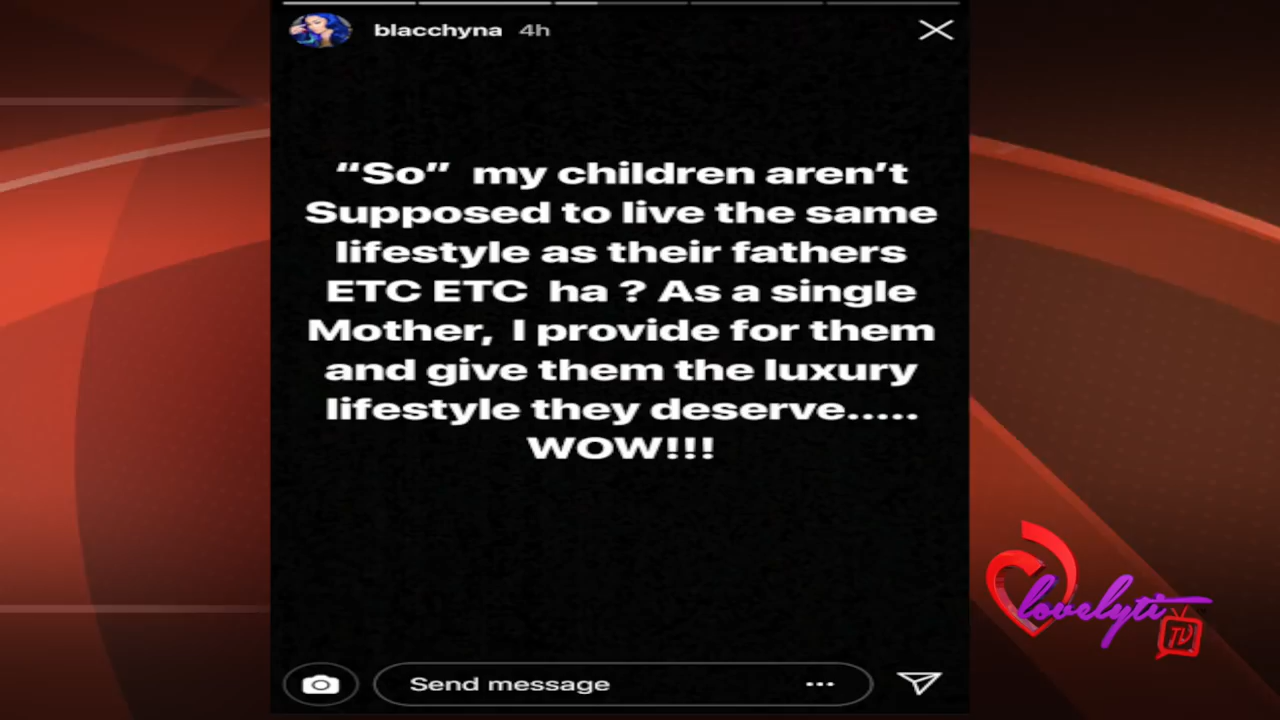 blacchyna 4h
“So” my children aren’t
Supposed to live the same
lifestyle as their fathers
ETC ETC ha ? As a single
Mother, I provide for them
and give them the luxury
lifestyle they deserve.....
WOW!!!
lovelyti
TV
Send message